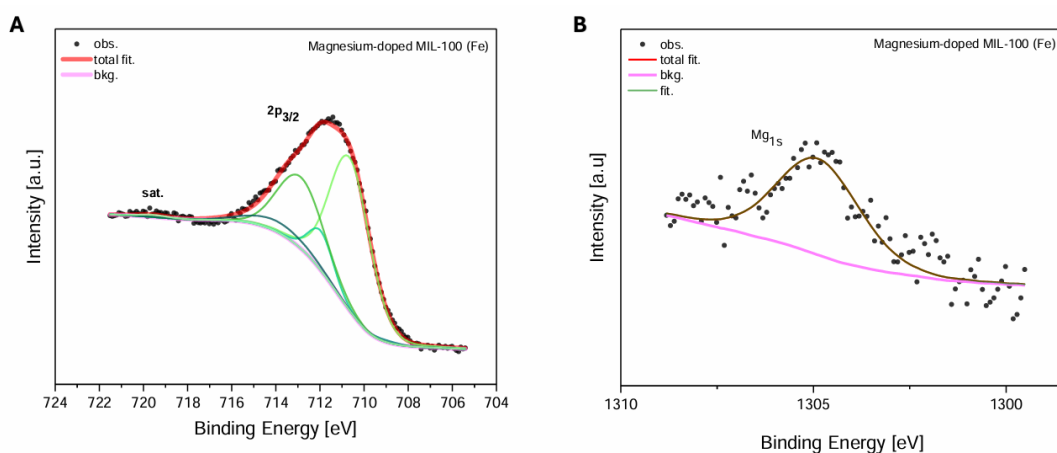 A
obs.
total fit.
bkg.
Magnesium-doped MIL-100 (Fe)
2p3/2
sat.
Intensity [a.u.]
724 722 720 718 716 714 712 710 708 706 704
Binding Energy [eV]
B
obs.
total fit.
bkg.
fit.
Magnesium-doped MIL-100 (Fe)
Mg1s
Intensity [a.u]
1310 1305 1300
Binding Energy [eV]